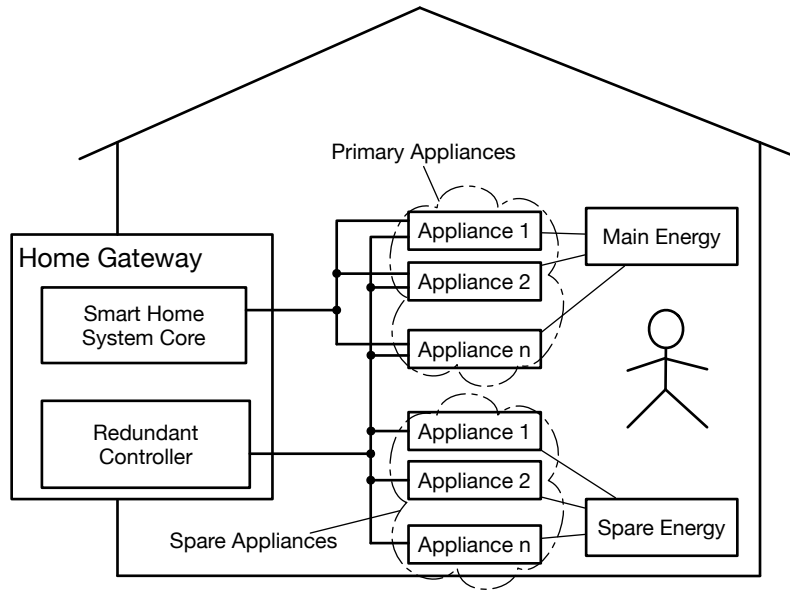 Primary Appliances
Appliance 1
Main Energy
Home Gateway
Appliance 2
Smart Home
System Core
Appliance n
Redundant
Controller
Appliance 1
Appliance 2
Spare Energy
Spare Appliances
Appliance n